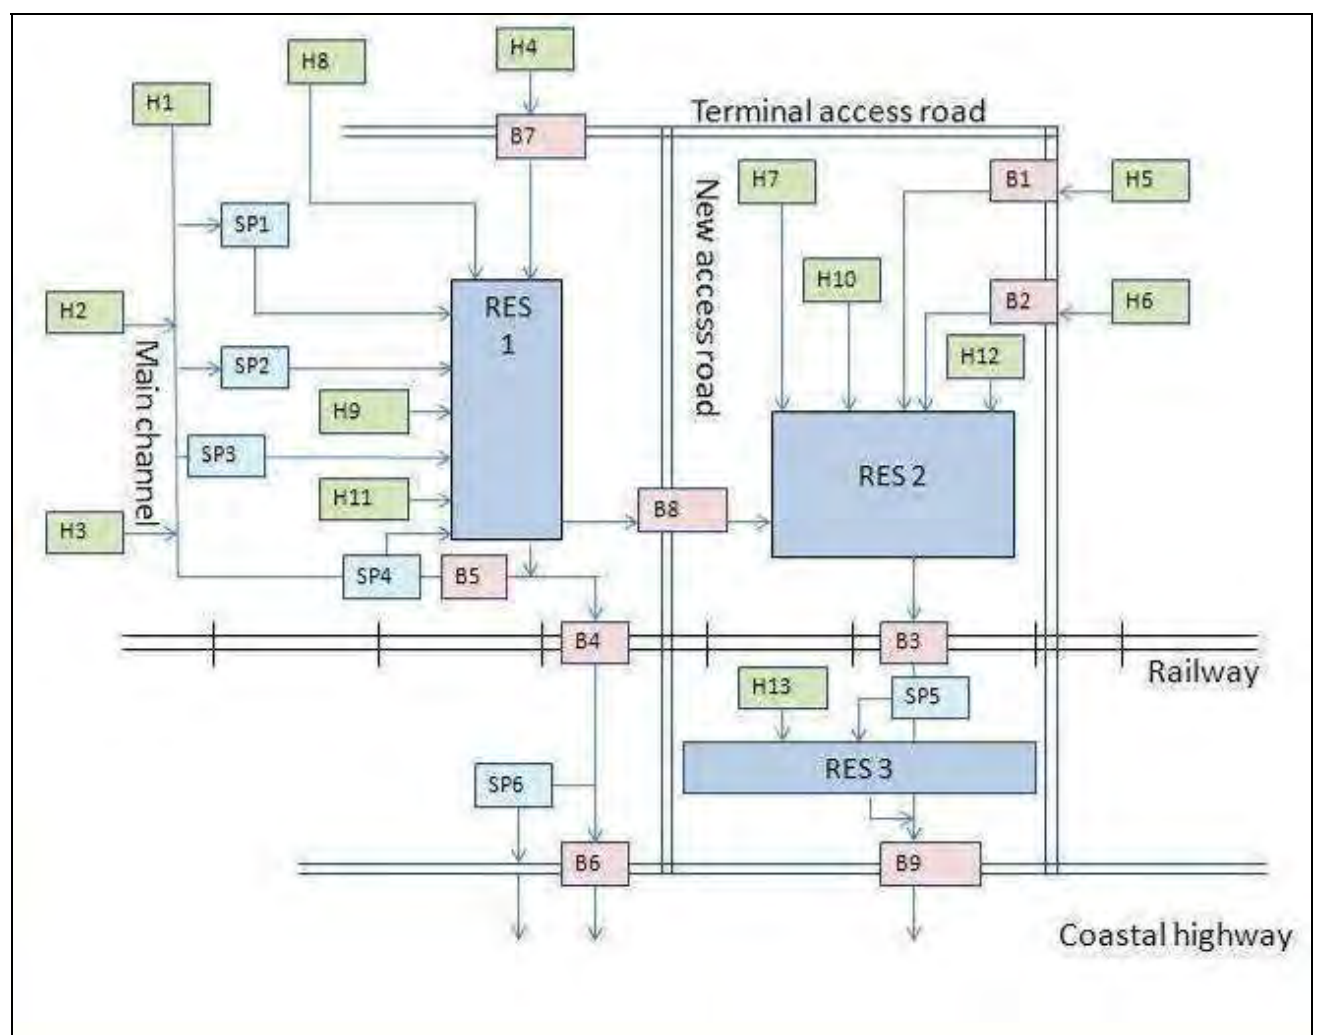 H4
H8
H1
Terminal access road
B7
H7
B1
H5
New access road
SP1
H10
H2
RES
1
B2
H6
H12
Main channel
SP2
H9
SP3
RES 2
H11
B8
H3
SP4
B5
B4
B3
Railway
H13
SP5
RES 3
SP6
B6
B9
Coastal highway